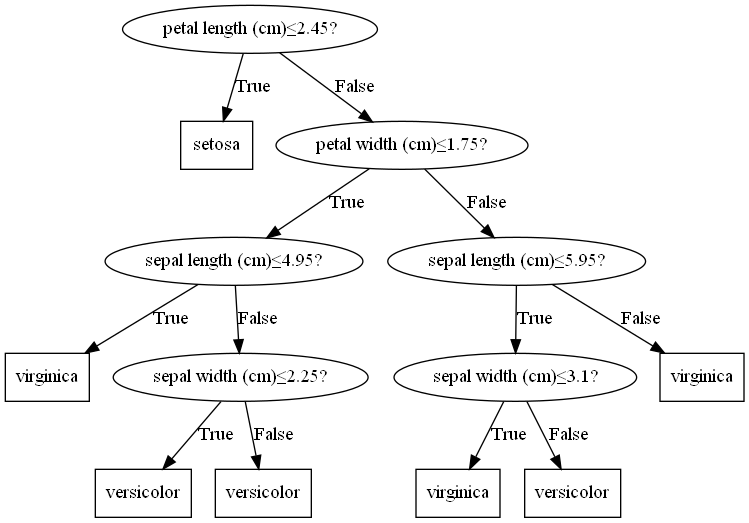 petal length (cm)≤2.45?
True
False
setosa
petal width (cm)≤1.75?
True
False
sepal length (cm)≤4.95?
sepal length (cm)≤5.95?
True
False
True
False
virginica
sepal width (cm)≤2.25?
sepal width (cm)≤3.1?
virginica
True
False
True
False
versicolor
versicolor
virginica
versicolor